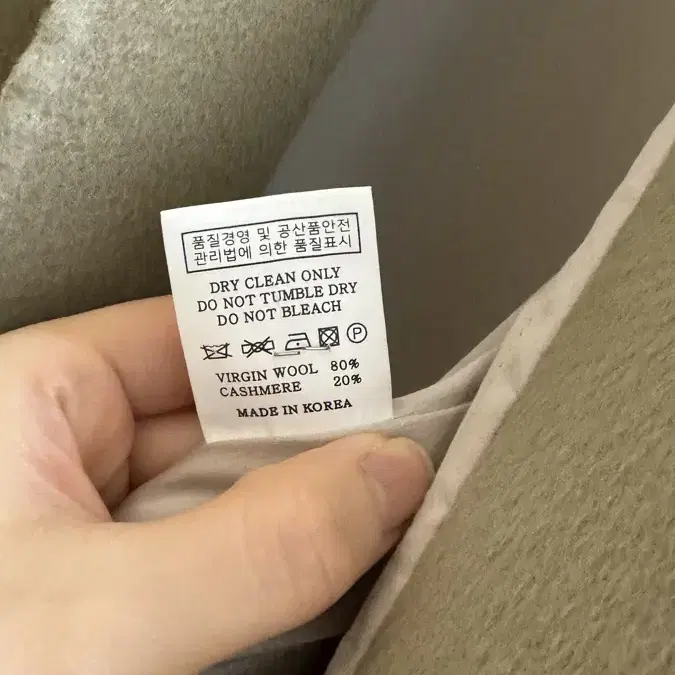 품질경영 및 공산품안전
관리법에 의한 품질표시
DRY CLEAN ONLY
DO NOT TUMBLE DRY
DO NOT BLEACH
P
VIRGIN WOOL 80%
CASHMERE 20%
MADE IN KOREA